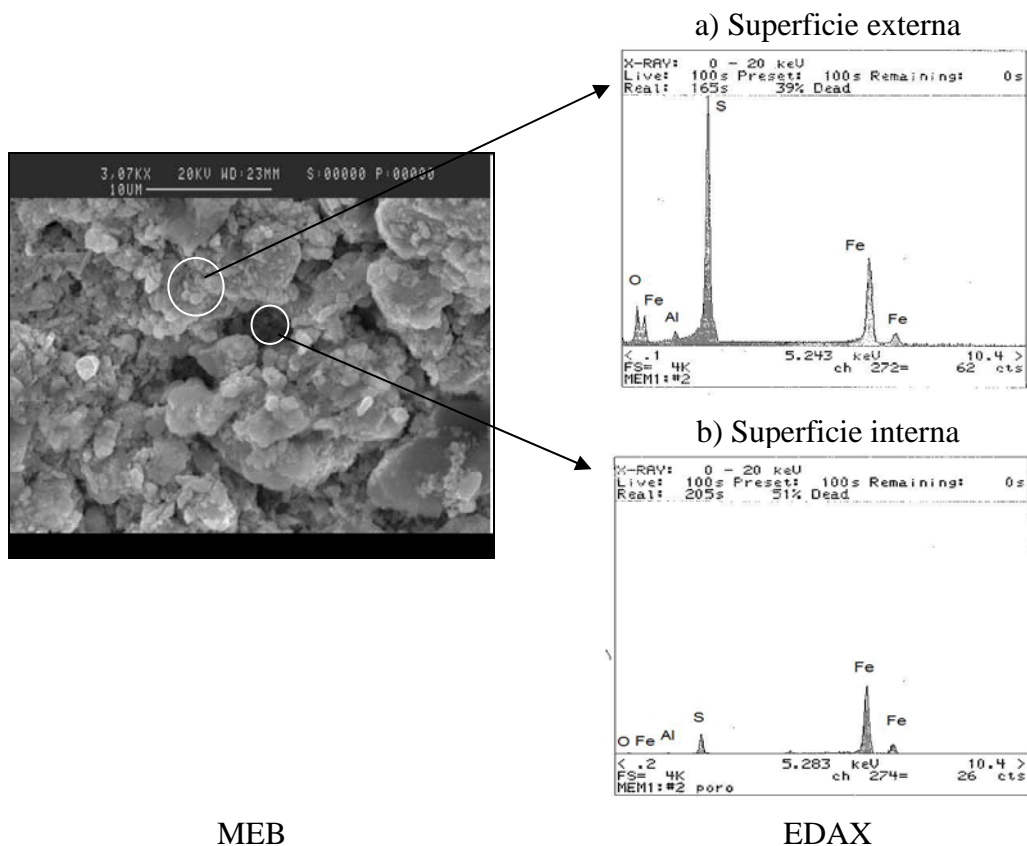 a) Superficie externa
X-RAY: 0 - 20 keV
Live: 100s Preset: 100s Remaining: 0s
Real: 165s 39% Dead
S
Fe
O
Fe
Al
Fe
< .1 5.243 keV 10.4 >
FS= 4K ch 272= 62 cts
MEM1:#2
3,07KX 20KV WD:23MM S:00000 P:00000
10UM
b) Superficie interna
X-RAY: 0 - 20 keV
Live: 100s Preset: 100s Remaining: 0s
Real: 205s 51% Dead
Fe
S
Fe
O Fe Al
< .2 5.283 keV 10.4 >
FS= 4K ch 274= 26 cts
MEM1:#2 poro
MEB
EDAX